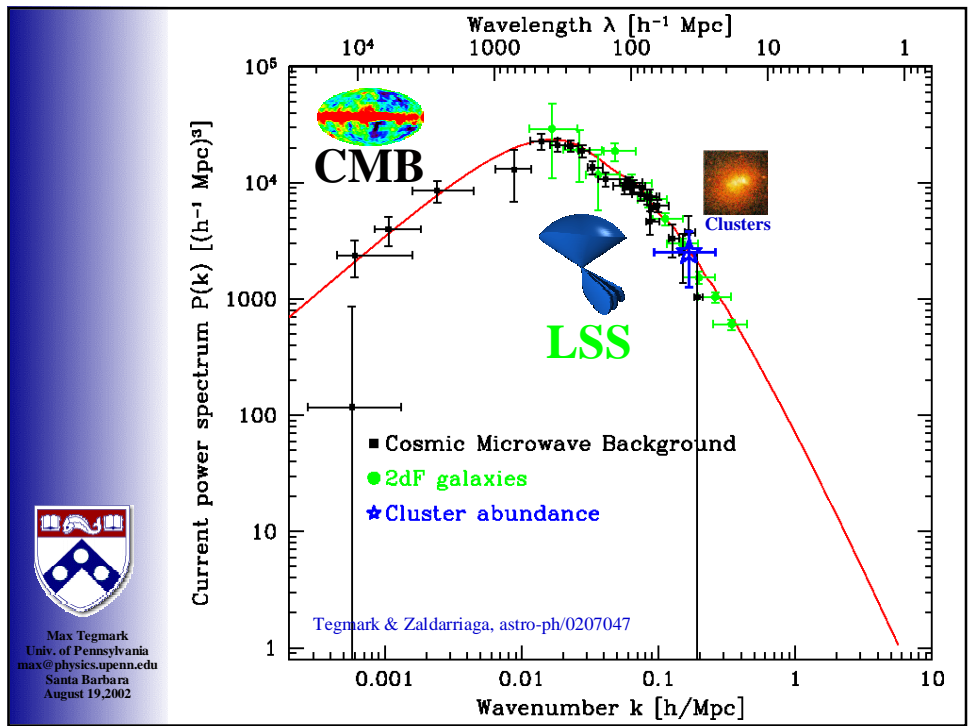 Wavelength λ [h⁻¹ Mpc]
10⁴ 1000 100 10 1
10⁵
10⁴
1000
100
10
1
Current power spectrum P(k) [(h⁻¹ Mpc)³]
CMB
Clusters
LSS
Cosmic Microwave Background
2dF galaxies
Cluster abundance
Tegmark & Zaldarriaga, astro-ph/0207047
0.001 0.01 0.1 1 10
Wavenumber k [h/Mpc]
Max Tegmark
Univ. of Pennsylvania
max@physics.upenn.edu
Santa Barbara
August 19,2002